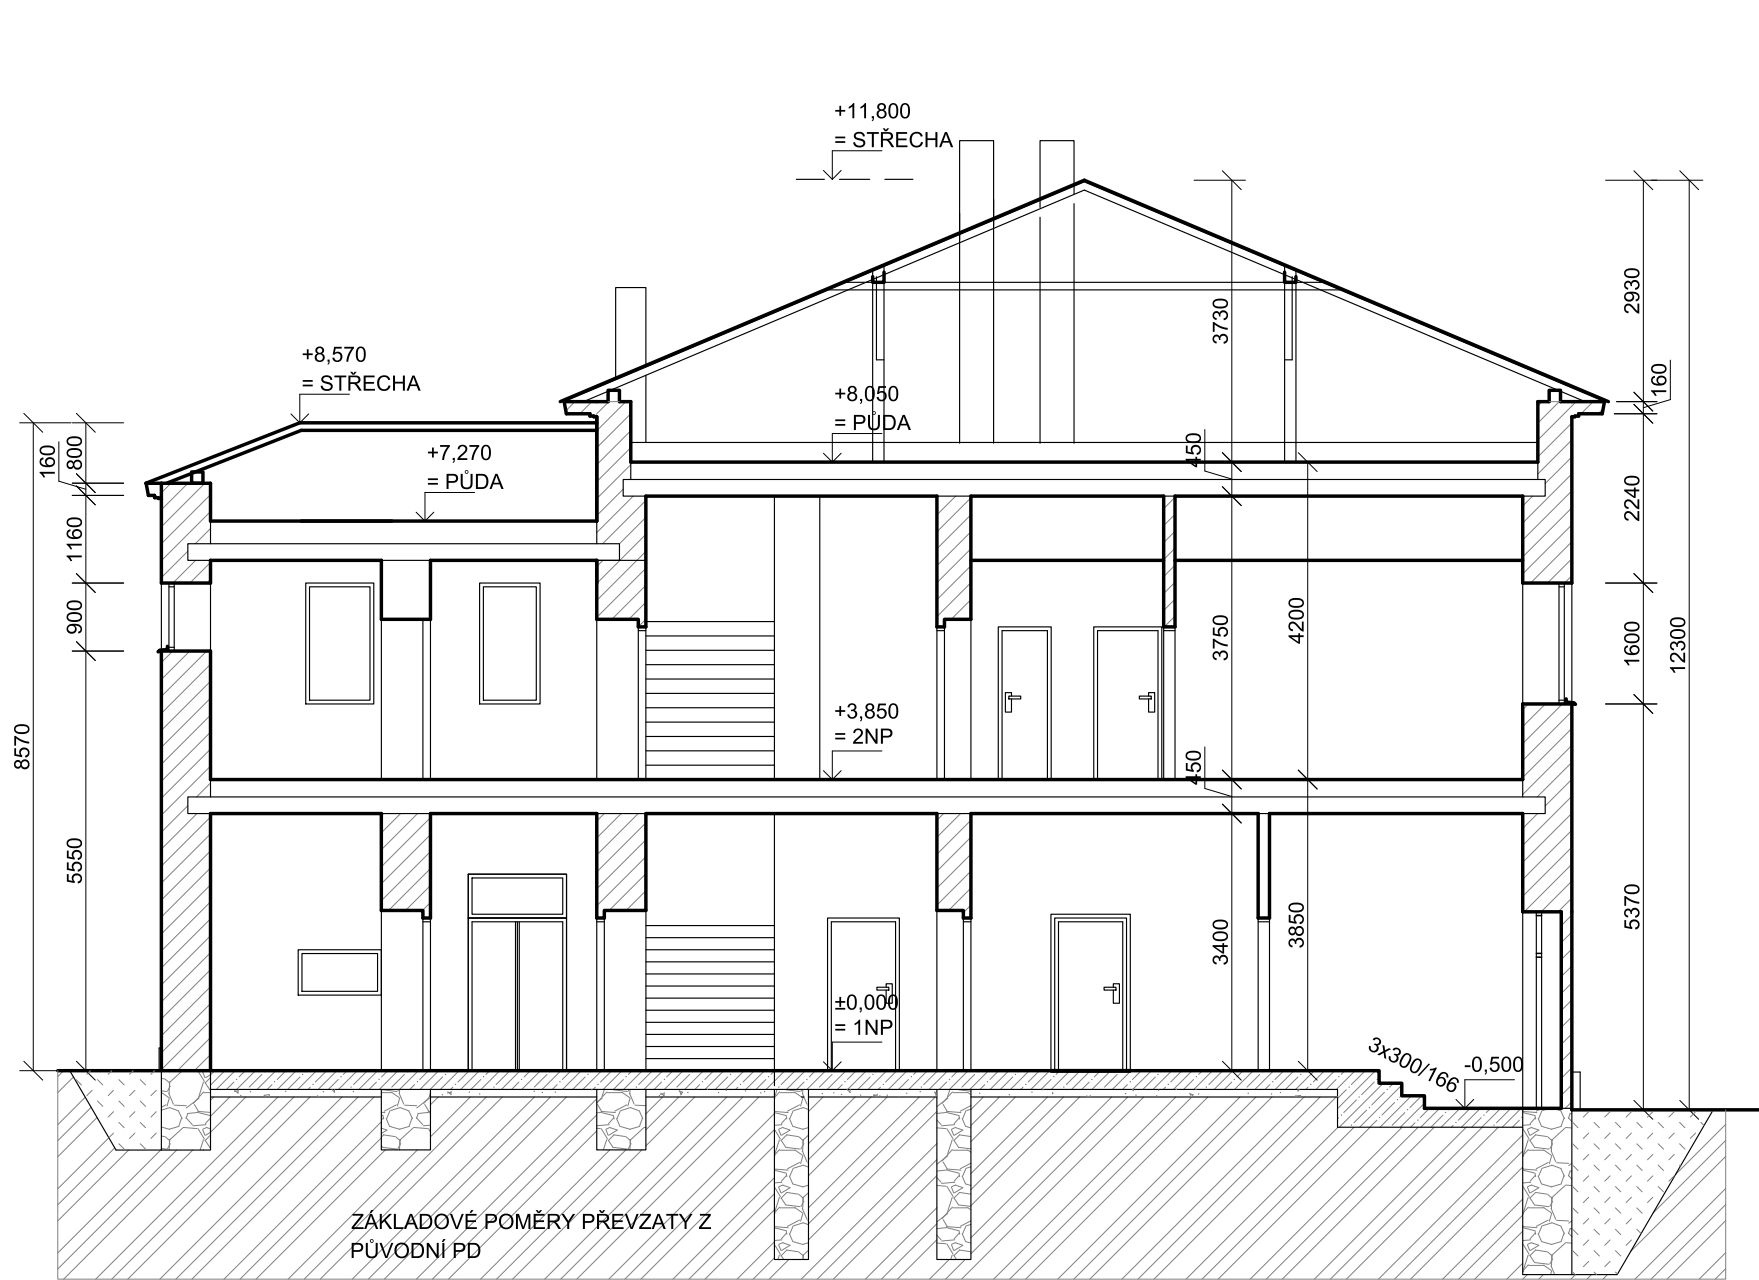 +11,800
= STŘECHA
2930
3730
160
+8,570
= STŘECHA
+8,050
= PŮDA
+7,270
= PŮDA
160
800
450
2240
1160
900
3750
4200
1600
12300
+3,850
= 2NP
8570
450
5550
3400
3850
5370
±0,000
= 1NP
3x300/166
-0,500
ZÁKLADOVÉ POMĚRY PŘEVZATY Z
PŮVODNÍ PD